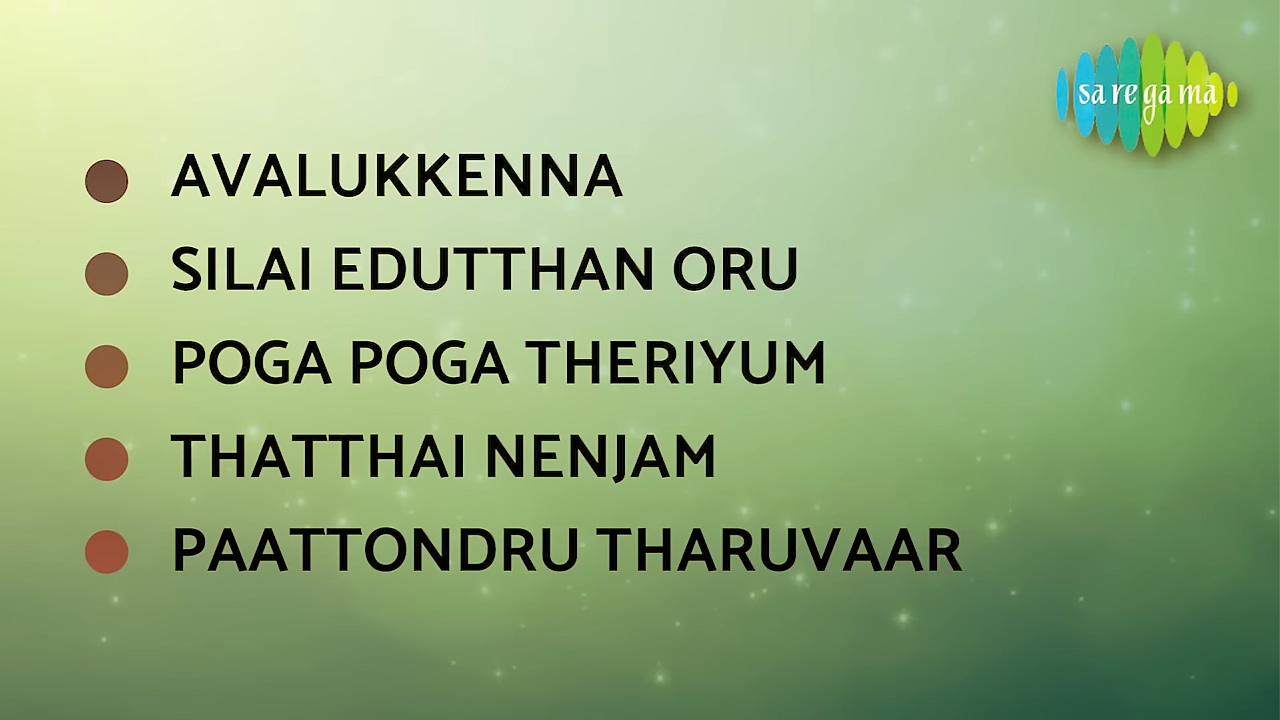 sa re ga ma
AVALUKKENNA
SILAI EDUTTHAN ORU
POGA POGA THERIYUM
THATTHAI NENJAM
PAATTONDRU THARUVAAR